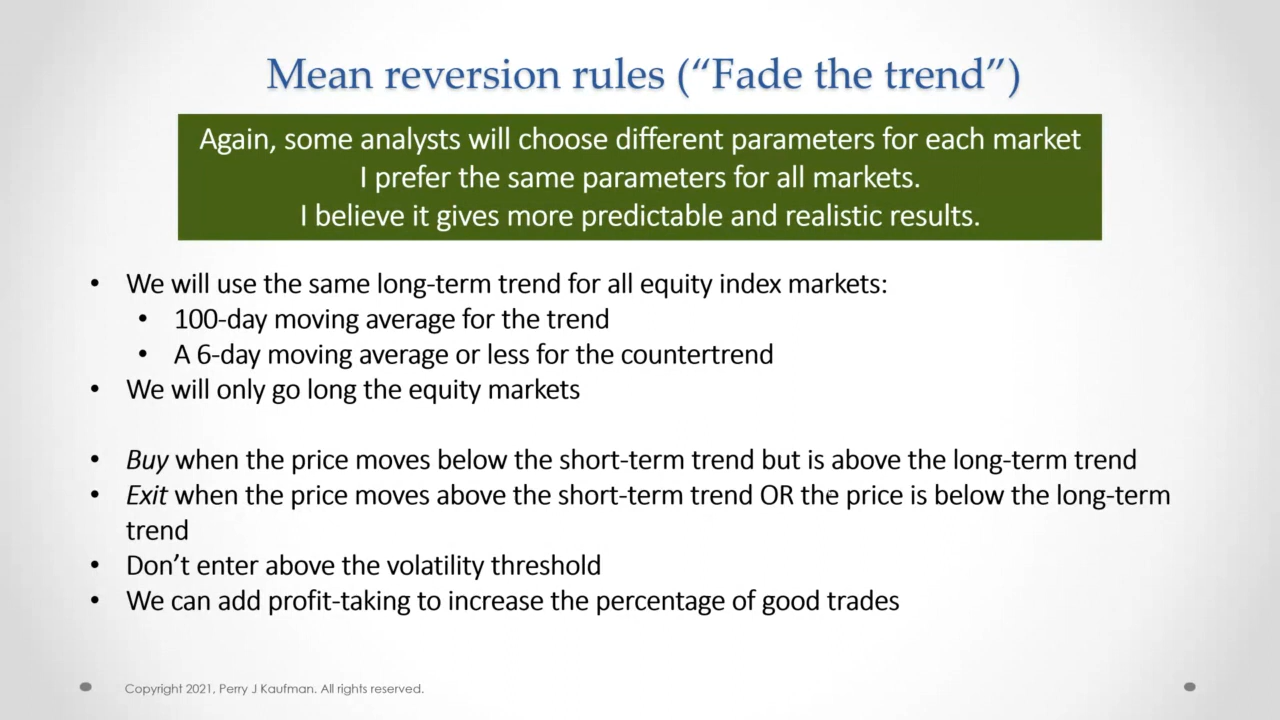 Mean reversion rules (“Fade the trend”)
Again, some analysts will choose different parameters for each market
I prefer the same parameters for all markets.
I believe it gives more predictable and realistic results.
• We will use the same long-term trend for all equity index markets:
• 100-day moving average for the trend
• A 6-day moving average or less for the countertrend
• We will only go long the equity markets
• Buy when the price moves below the short-term trend but is above the long-term trend
• Exit when the price moves above the short-term trend OR the price is below the long-term
trend
• Don’t enter above the volatility threshold
• We can add profit-taking to increase the percentage of good trades
Copyright 2021, Perry J Kaufman. All rights reserved.